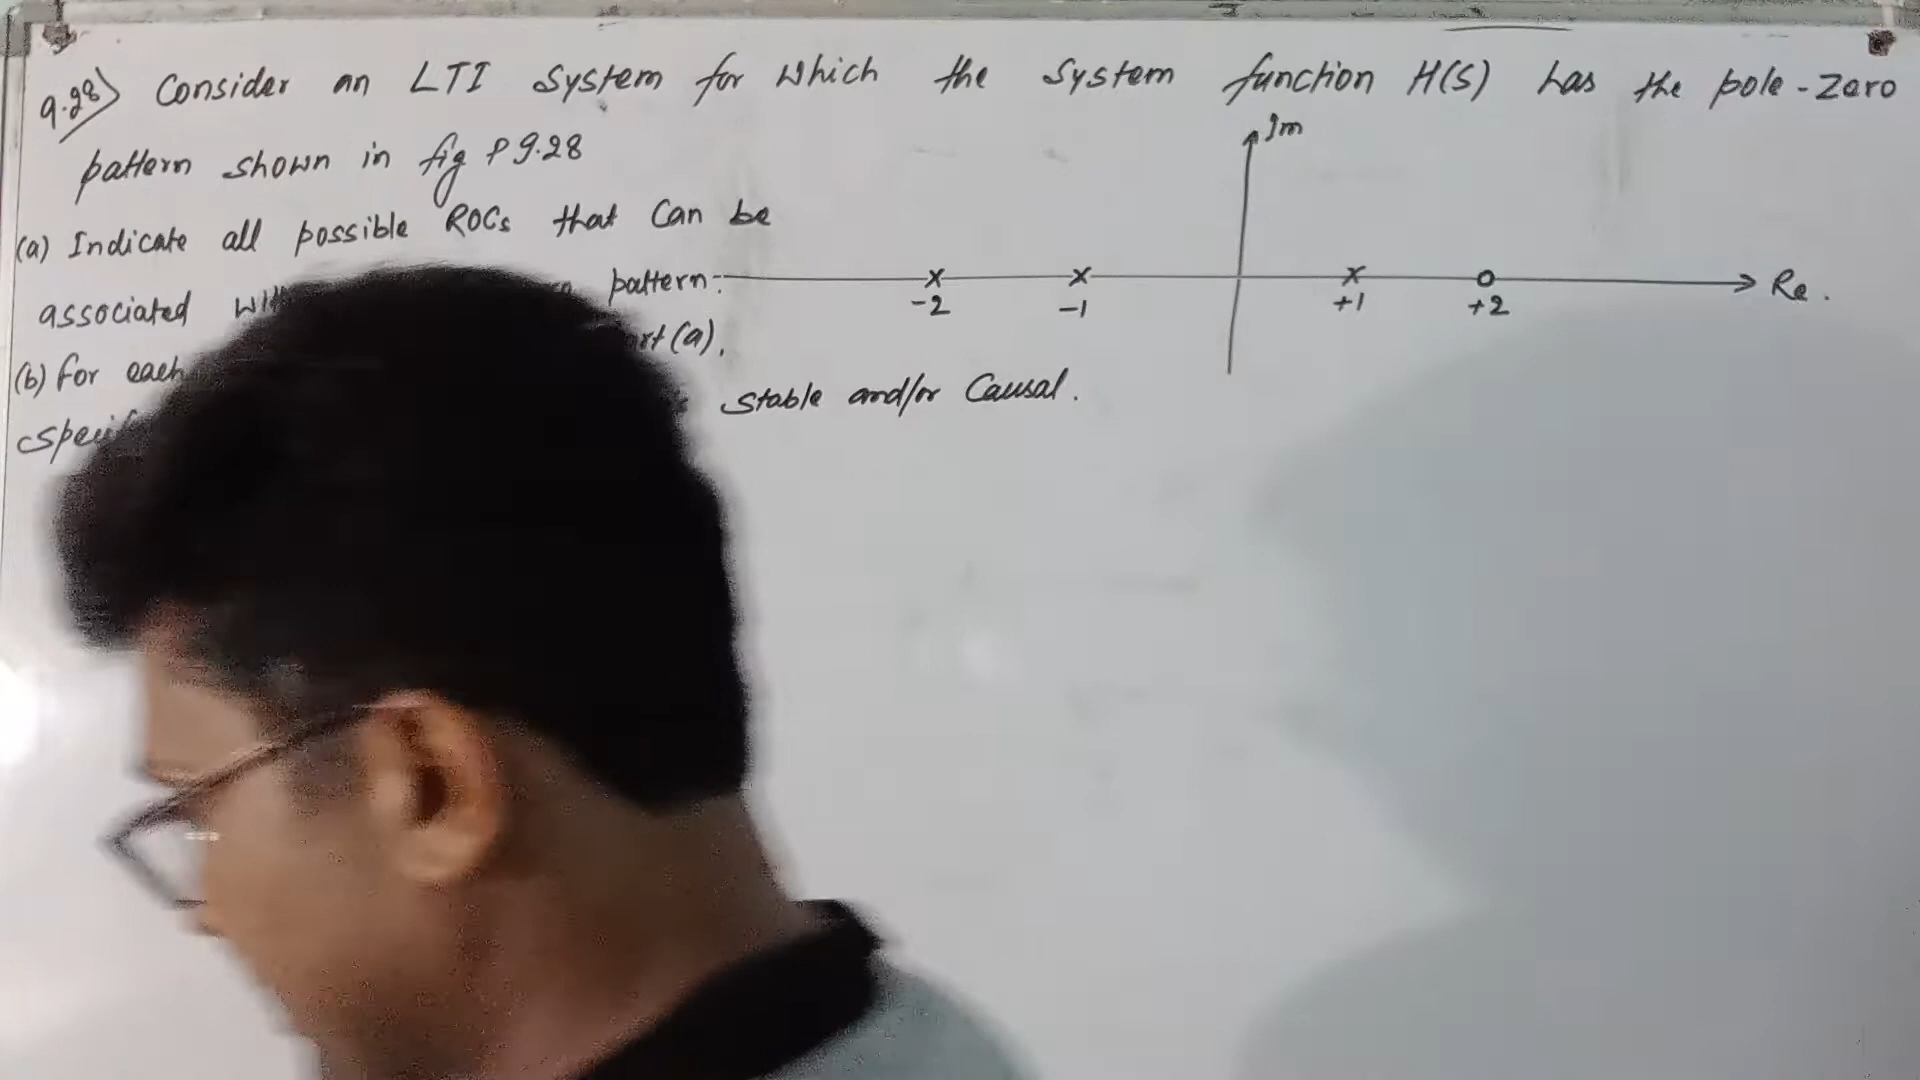 9.28) Consider an LTI System for which the System function H(S) has the pole-Zero
pattern shown in fig P9.28
(a) Indicate all possible ROCs that Can be
associated pattern:
(b) for each (a),
stable and/or Causal.
Im
-2 -1 +1 +2 Re.